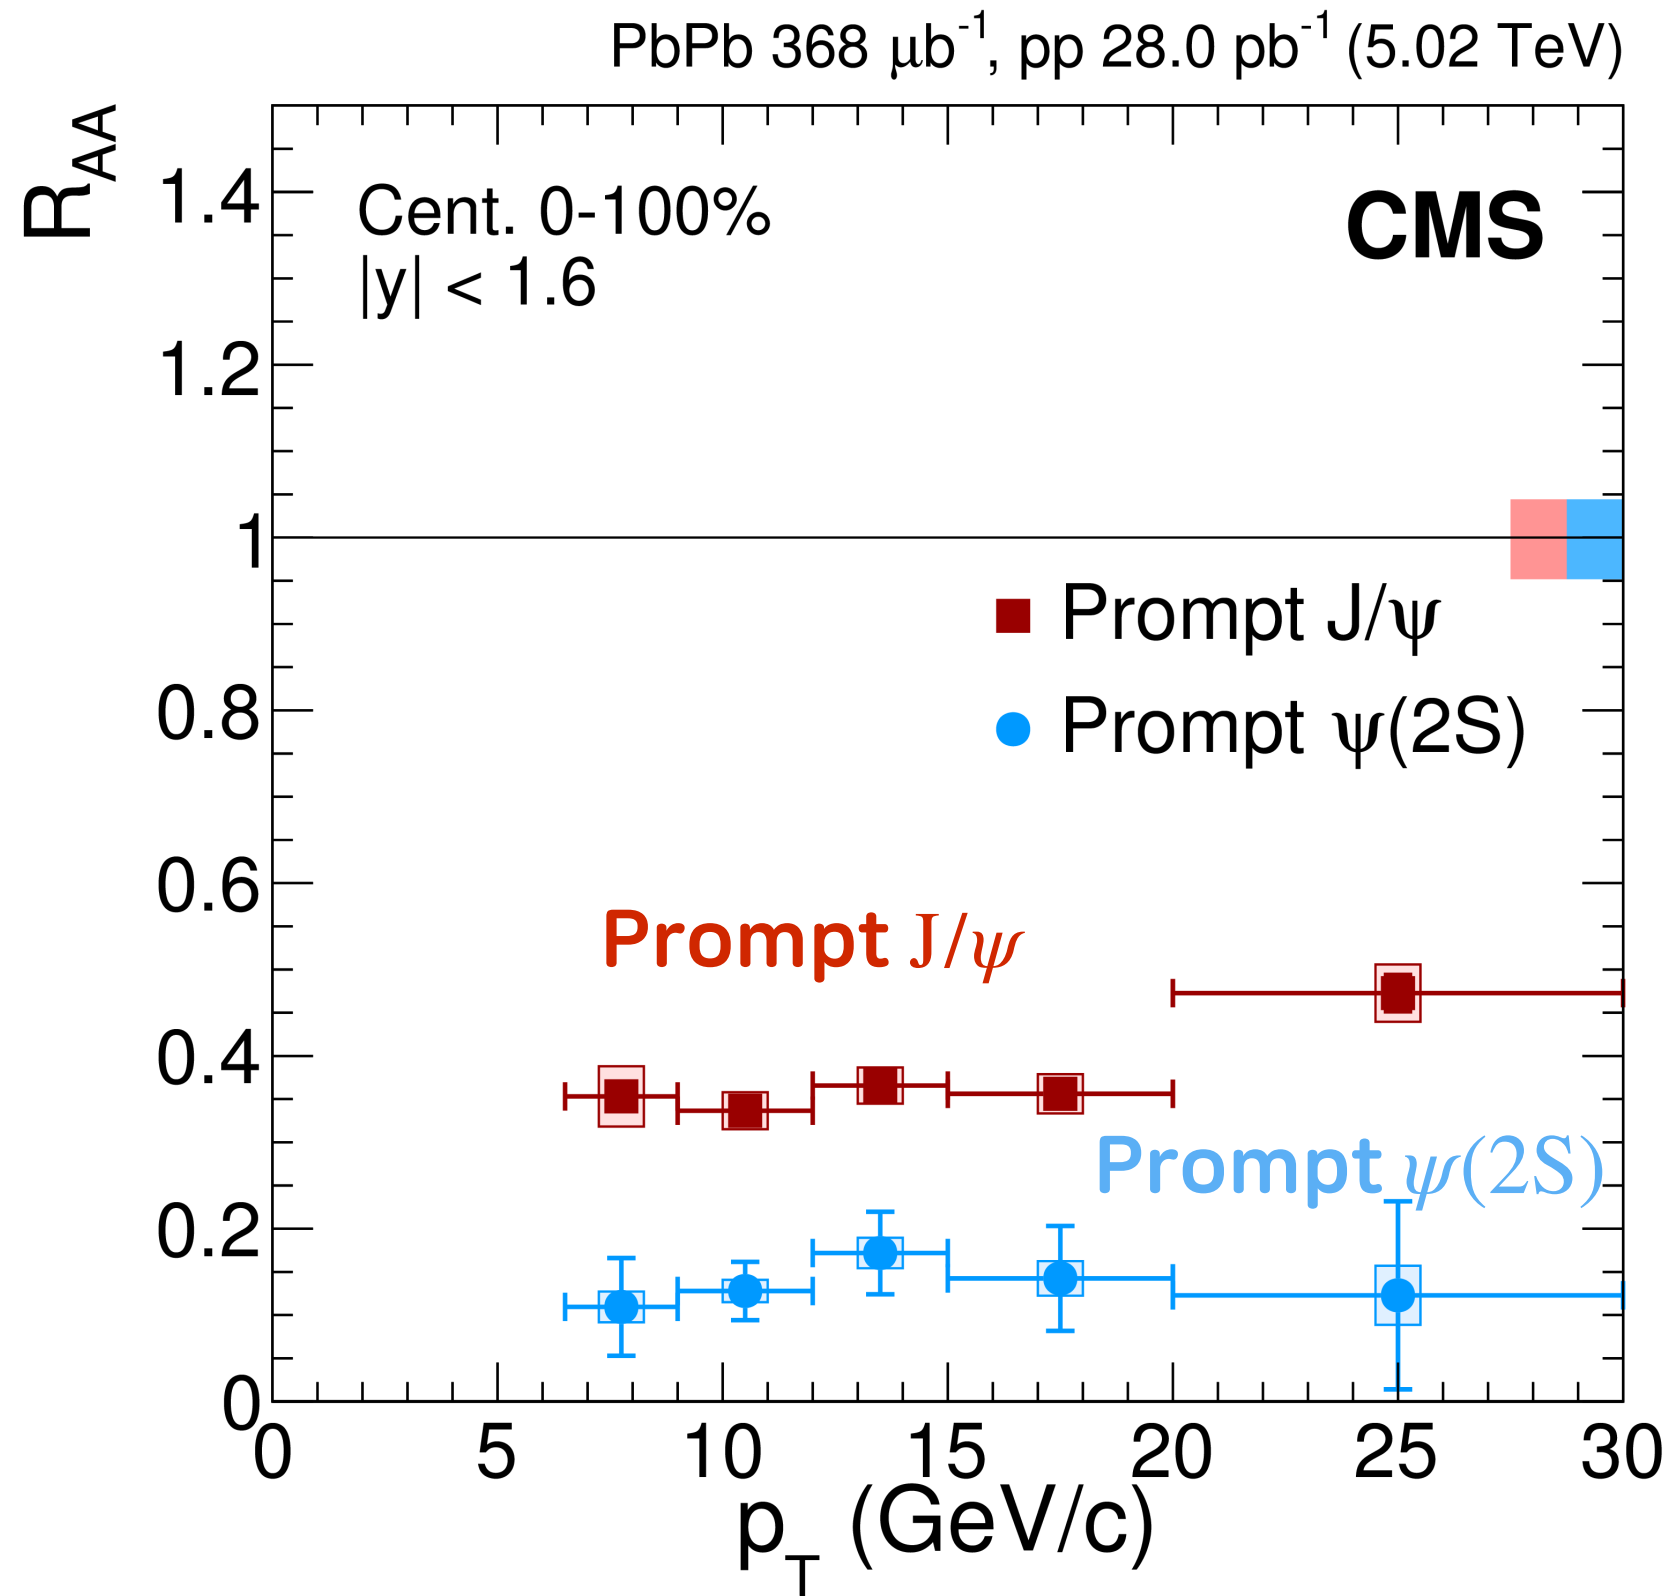 PbPb 368 μb⁻¹, pp 28.0 pb⁻¹ (5.02 TeV)
R_AA
Cent. 0-100%
|y| < 1.6
CMS
1.4
1.2
1
0.8
0.6
0.4
0.2
0
Prompt J/ψ
Prompt ψ(2S)
Prompt J/ψ
Prompt ψ(2S)
0 5 10 15 20 25 30
p_T (GeV/c)